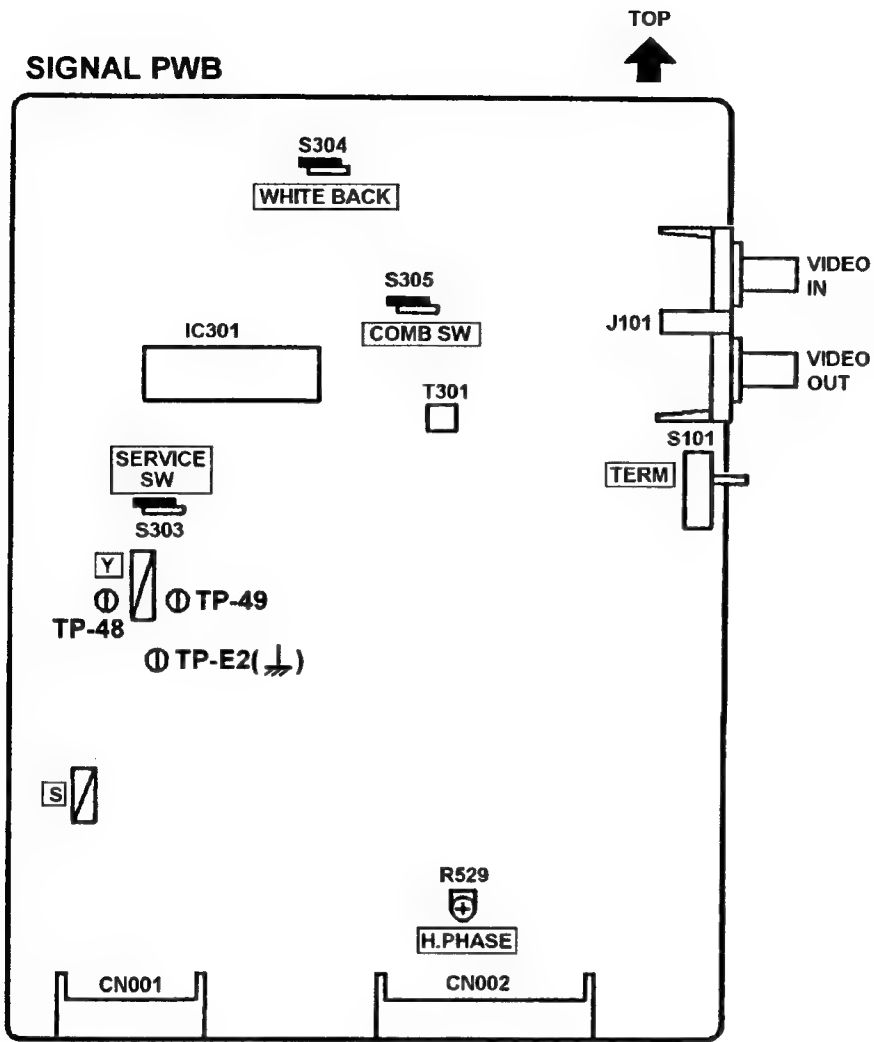 TOP
SIGNAL PWB
S304
WHITE BACK
S305
COMB SW
IC301
T301
VIDEO
IN
J101
VIDEO
OUT
S101
TERM
SERVICE
SW
S303
Y
TP-48
TP-49
TP-E2( )
S
R529
H.PHASE
CN001
CN002